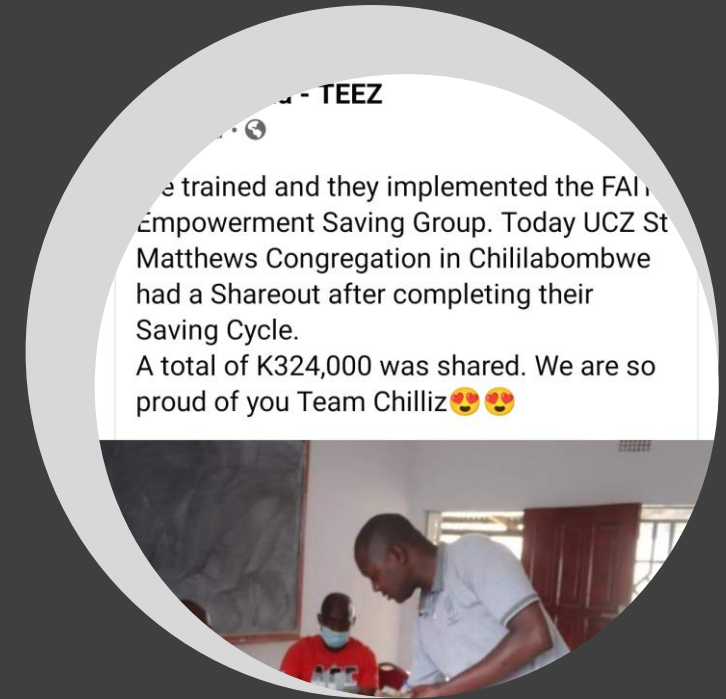 - TEEZ
trained and they implemented the
Empowerment Saving Group. Today UCZ St
Matthews Congregation in Chililabombwe
had a Shareout after completing their
Saving Cycle.
A total of K324,000 was shared. We are so
proud of you Team Chilliz😍😍